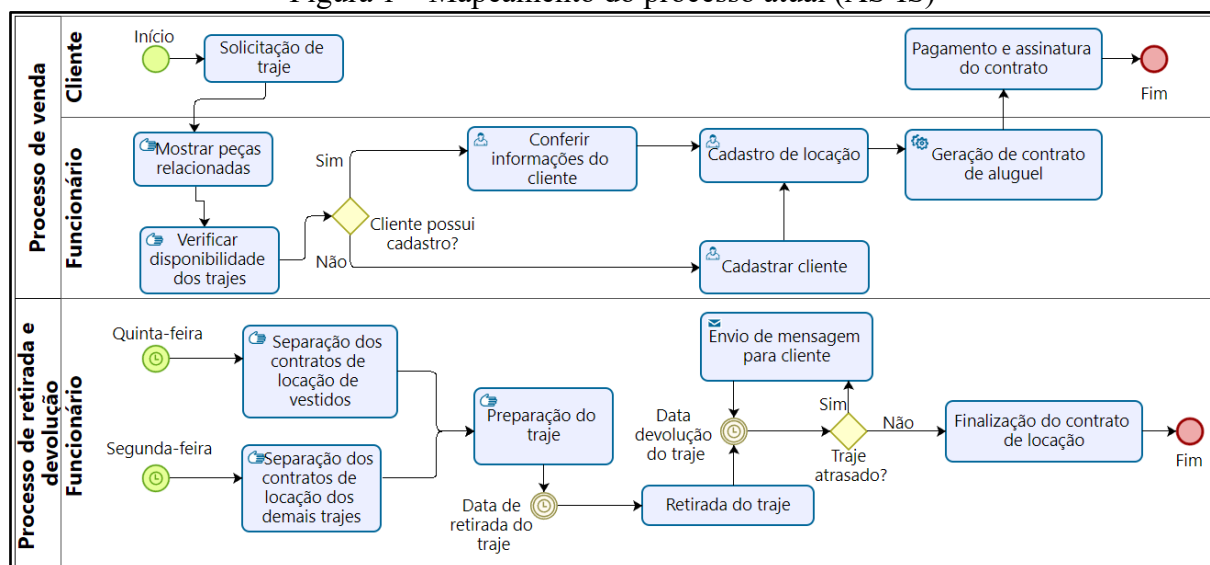 Figura 1 – Mapeamento do processo atual (AS-IS)
Processo de venda
Cliente
Início
Solicitação de
traje
Pagamento e assinatura
do contrato
Fim
Funcionário
Mostrar peças
relacionadas
Verificar
disponibilidade
dos trajes
Sim
Cliente possui
cadastro?
Não
Conferir
informações do
cliente
Cadastro de locação
Geração de contrato
de aluguel
Cadastrar cliente
Processo de retirada e
devolução
Funcionário
Quinta-feira
Separação dos
contratos de
locação de
vestidos
Segunda-feira
Separação dos
contratos de
locação dos
demais trajes
Preparação do
traje
Data de
retirada do
traje
Retirada do traje
Data
devolução
do traje
Envio de mensagem
para cliente
Sim
Traje
atrasado?
Não
Finalização do contrato
de locação
Fim